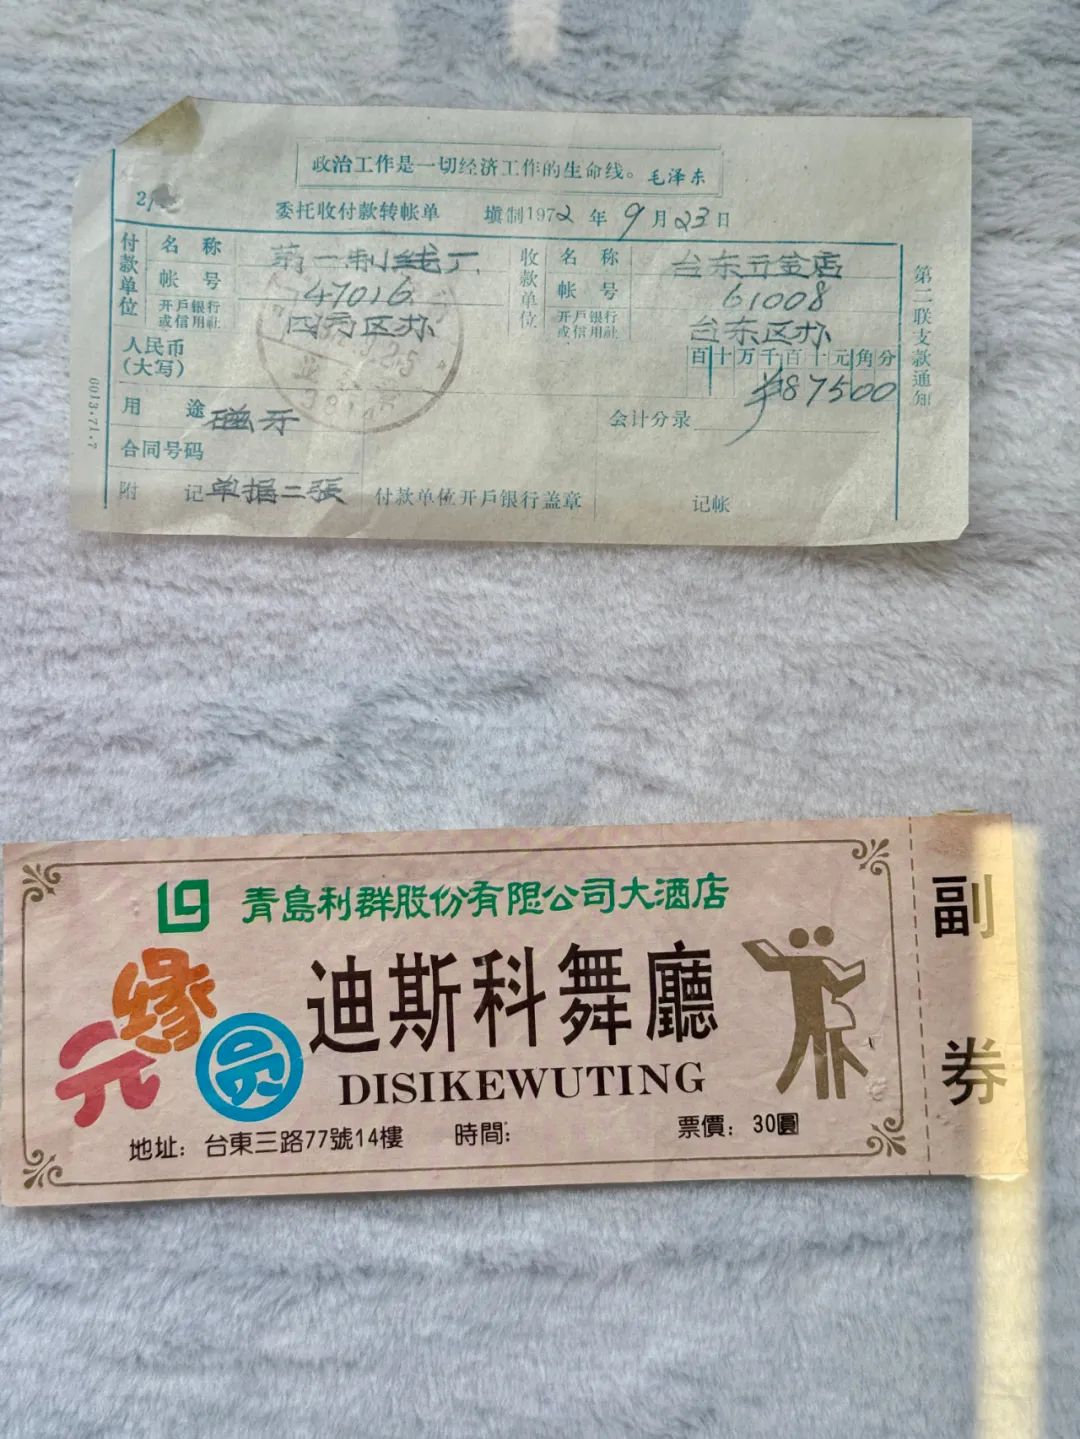 政治工作是一切经济工作的生命线。毛泽东
委托收付款转帐单 填制1972年9月23日
付款单位 名称 第一制线厂 收款单位 名称 台东五金店
帐号 47016 帐号 61008
开戶银行或信用社 四方区办 开戶银行或信用社 台东区办
人民币(大写) 百十万千百十元角分
¥87500
用途 磁牙 会计分录
合同号码
附记 单据二張 付款单位开戶银行盖章 记帐
第二联支款通知
0013.71.7
青島利群股份有限公司大酒店
元缘圆
迪斯科舞廳
DISIKEWUTING
地址：台東三路77號14樓 時間： 票價：30圓
副券